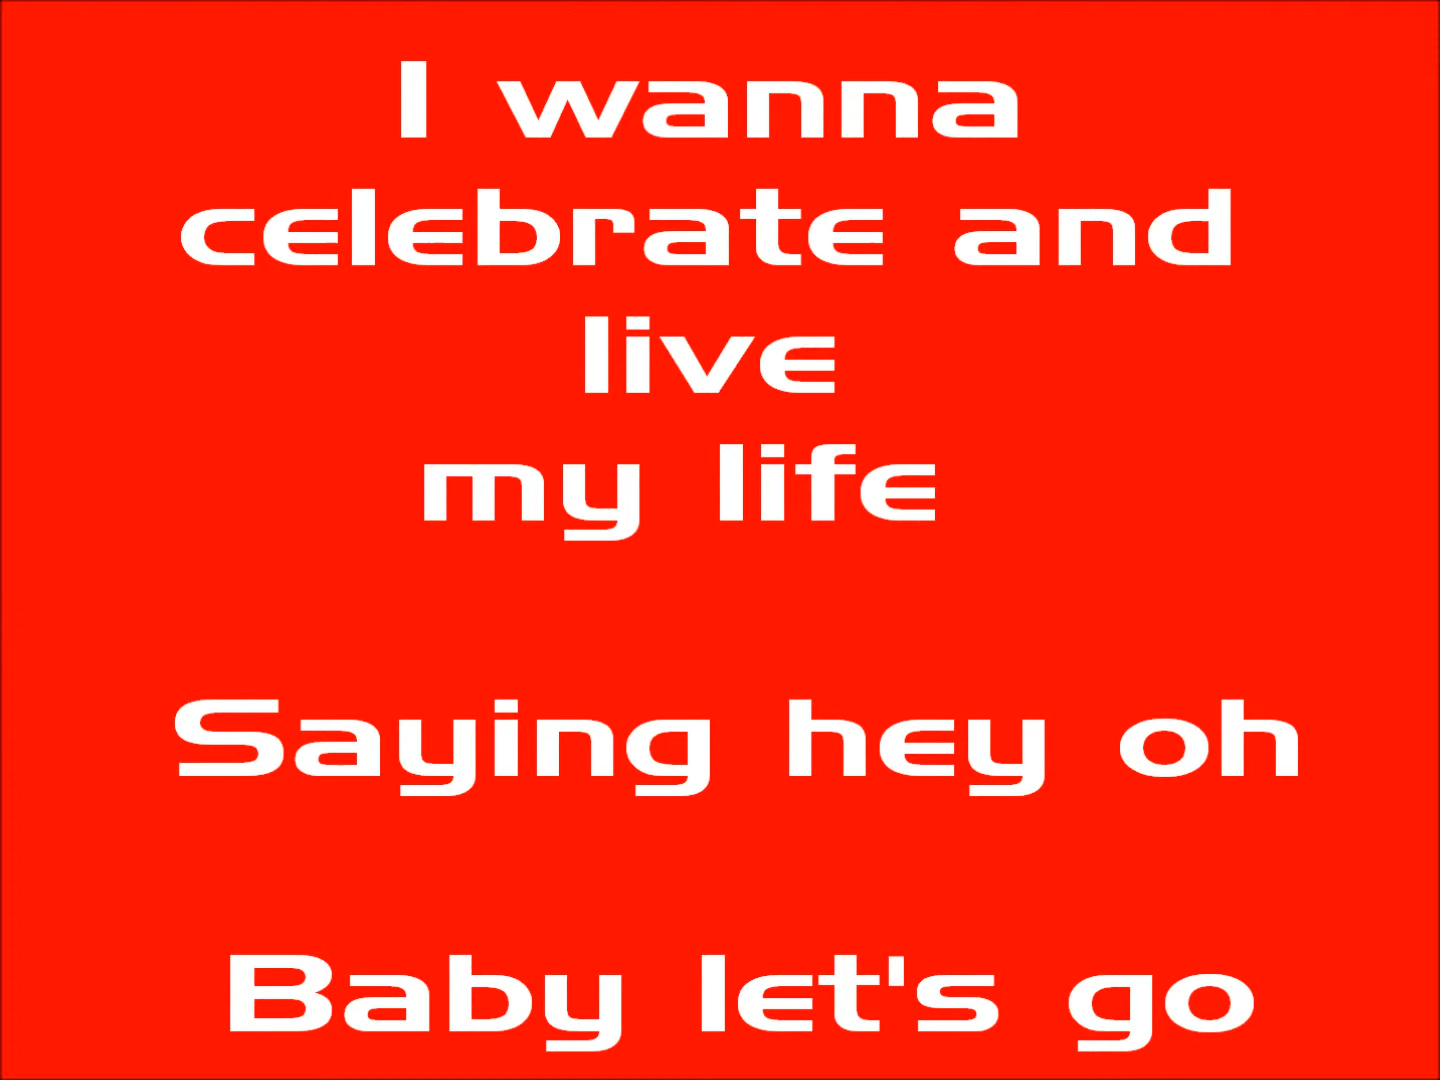 I wanna
celebrate and
live
my life
Saying hey oh
Baby let's go